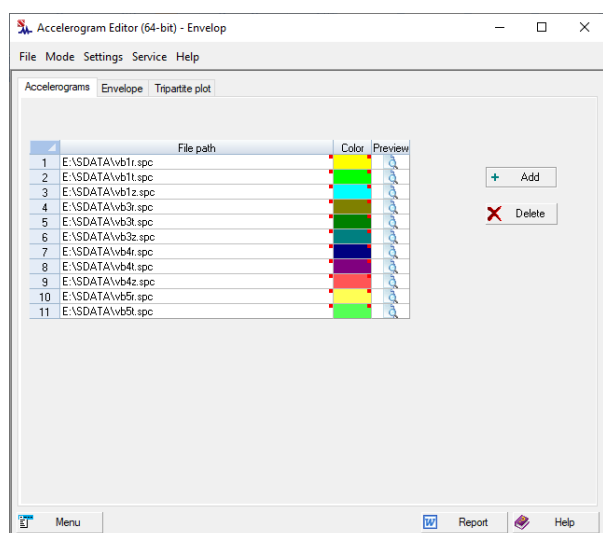 Accelerogram Editor (64-bit) - Envelop
File Mode Settings Service Help
Accelerograms Envelope Tripartite plot
File path Color Preview
1 E:\SDATA\vb1r.spc
2 E:\SDATA\vb1t.spc
3 E:\SDATA\vb1z.spc
4 E:\SDATA\vb3r.spc
5 E:\SDATA\vb3t.spc
6 E:\SDATA\vb3z.spc
7 E:\SDATA\vb4r.spc
8 E:\SDATA\vb4t.spc
9 E:\SDATA\vb4z.spc
10 E:\SDATA\vb5r.spc
11 E:\SDATA\vb5t.spc
Add
Delete
Menu Report Help